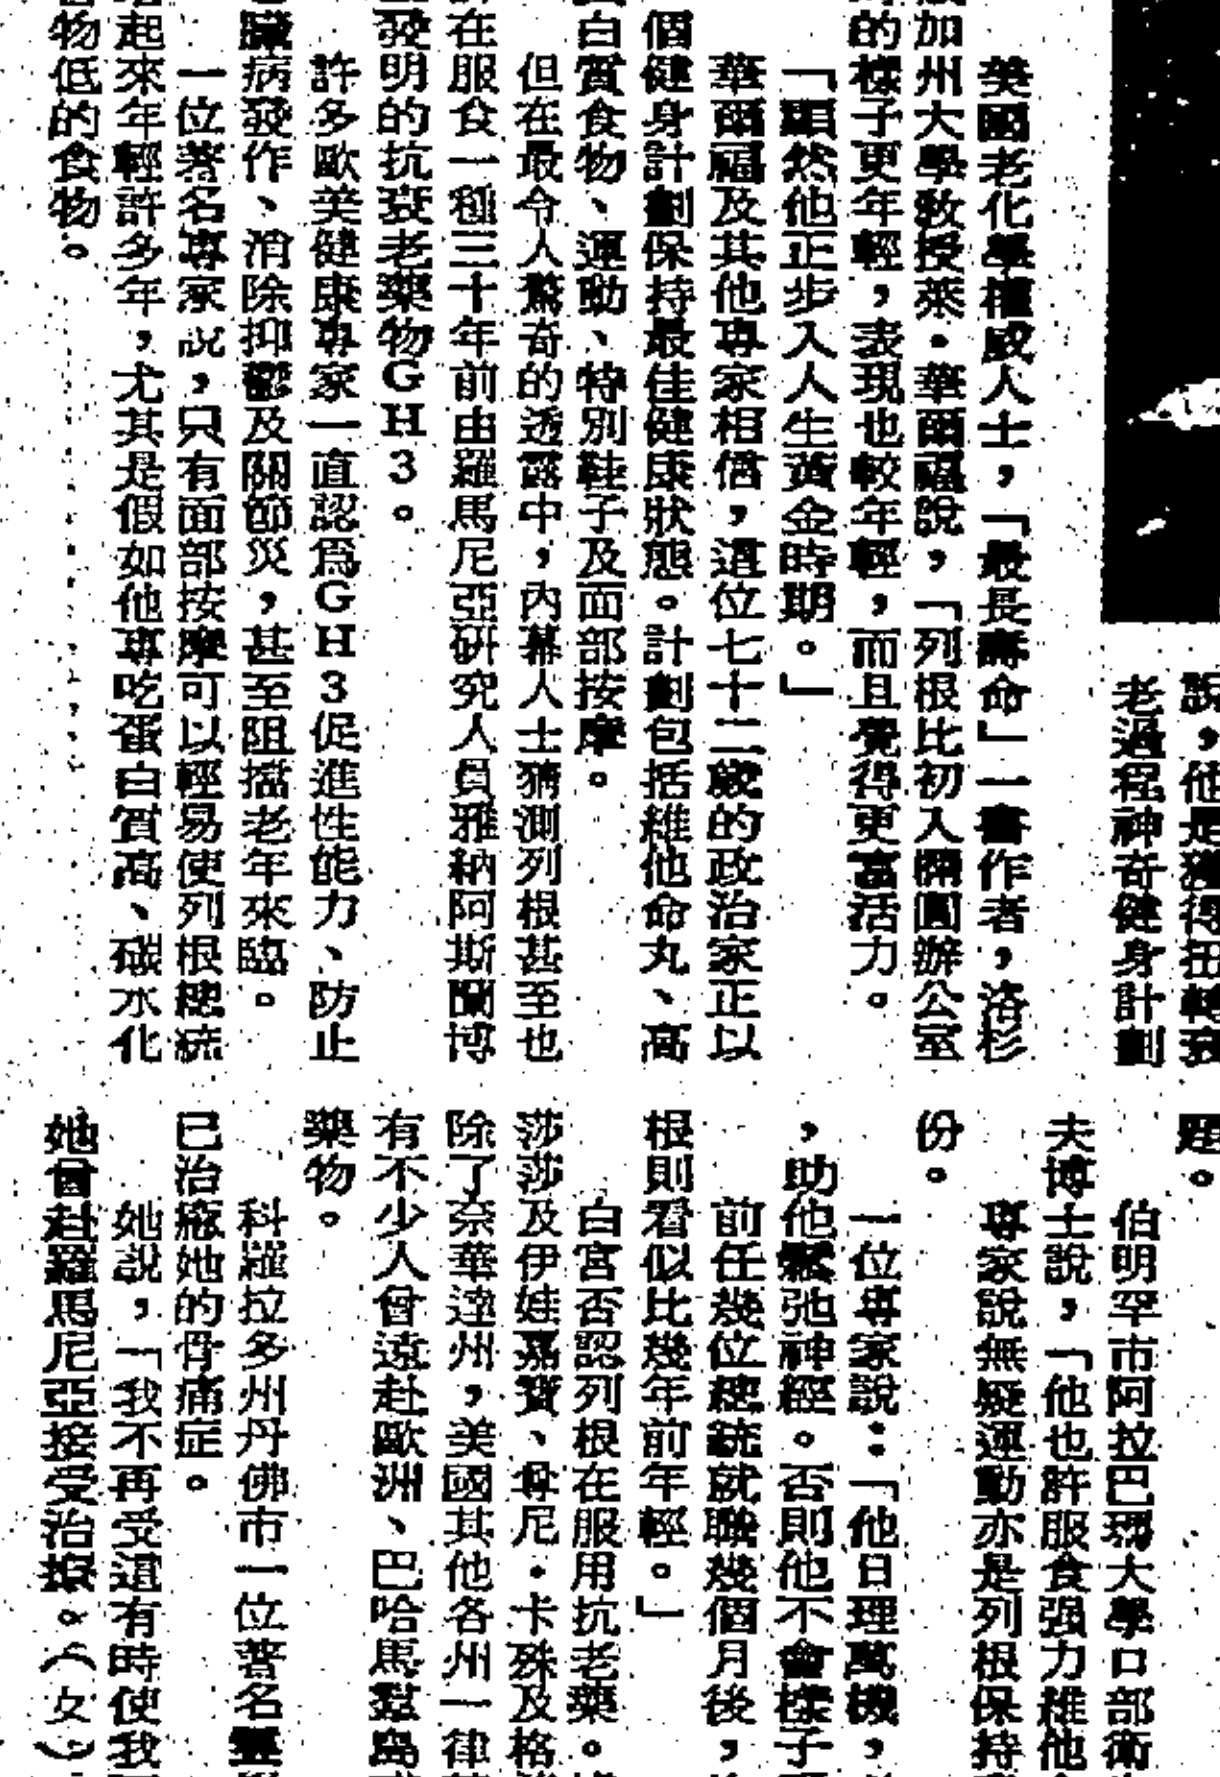 說，他是獲得扭轉衰
老過程神奇健身計劃
美國老化學權威人士，「最長壽命」一書作者，洛杉
加州大學教授萊·華爾福說，「列根比初入橢圓辦公室
的樣子更年輕，表現也較年輕，而且覺得更富活力。
「顯然他正步入人生黃金時期。」
華爾福及其他專家相信，這位七十二歲的政治家正以
個健身計劃保持最佳健康狀態。計劃包括維他命丸、高
白質食物、運動、特別鞋子及面部按摩。
但在最令人驚奇的透露中，內幕人士猜測列根甚至也
在服食一種三十年前由羅馬尼亞研究人員雅納阿斯蘭博
發明的抗衰老藥物GH3。
許多歐美健康專家一直認爲GH3促進性能力、防止
臟病發作、消除抑鬱及關節炎，甚至阻擋老年來臨。
一位著名專家說，只有面部按摩可以輕易使列根總統
起來年輕許多年，尤其是假如他專吃蛋白質高、碳水化
物低的食物。
題。
伯明罕市阿拉巴瑪大學口部衛
夫博士說，「他也許服食强力維他
專家說無疑運動亦是列根保持
份。
一位專家說：「他日理萬機，
，助他鬆弛神經。否則他不會樣子
前任幾位總統就職幾個月後，
根則看似比幾年前年輕。」
白宮否認列根在服用抗老藥。
莎莎及伊娃嘉寶、尊尼·卡殊及格
除了奈華達州，美國其他各州一律
有不少人曾遠赴歐洲、巴哈馬羣島
藥物。
科羅拉多州丹佛市一位著名
已治癒她的骨痛症。
她說，「我不再受這有時使我
她曾赴羅馬尼亞接受治療。（女）